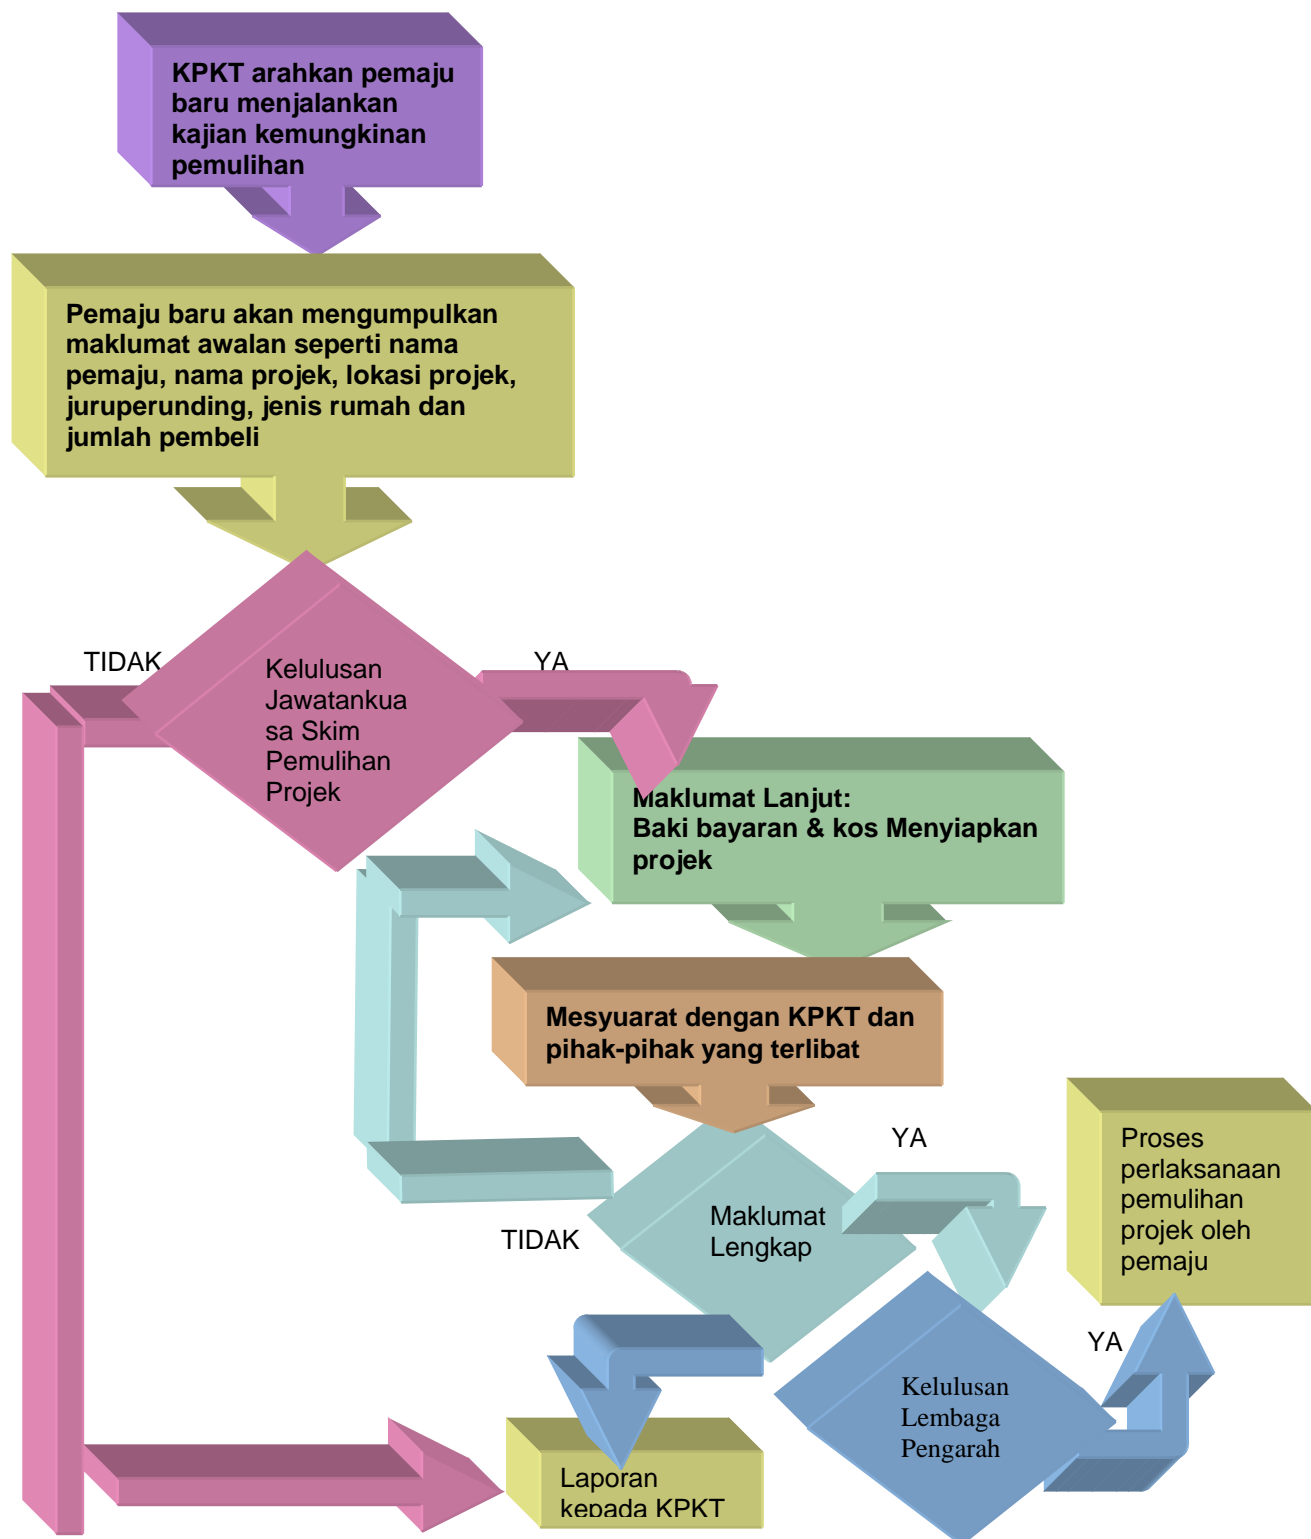 KPKT arahkan pemaju
baru menjalankan
kajian kemungkinan
pemulihan
Pemaju baru akan mengumpulkan
maklumat awalan seperti nama
pemaju, nama projek, lokasi projek,
juruperunding, jenis rumah dan
jumlah pembeli
TIDAK
YA
Kelulusan
Jawatankua
sa Skim
Pemulihan
Projek
Maklumat Lanjut:
Baki bayaran & kos Menyiapkan
projek
Mesyuarat dengan KPKT dan
pihak-pihak yang terlibat
YA
TIDAK
Maklumat
Lengkap
Proses
perlaksanaan
pemulihan
projek oleh
pemaju
YA
Kelulusan
Lembaga
Pengarah
Laporan
kepada KPKT